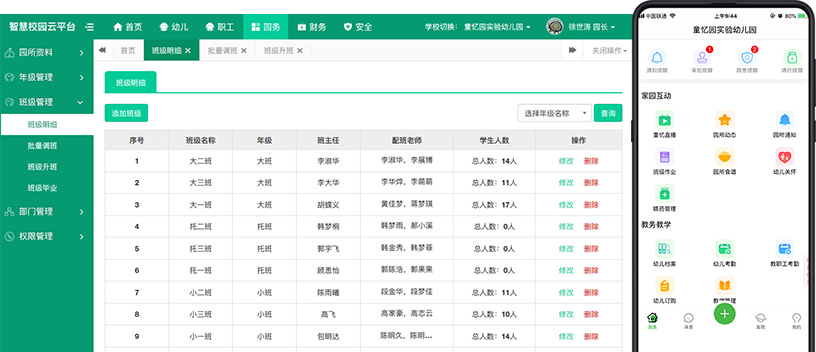 智慧校园云平台 首页 幼儿 职工 园务 财务 安全 学校切换：童忆园实验幼儿园 徐世涛 园长
园所资料
年级管理
班级管理
班级明细
批量调班
班级升班
班级毕业
部门管理
权限管理
首页 班级明细 批量调班 班级升班 关闭操作
班级明细
添加班级 选择年级名称 查询
序号 班级名称 年级 班主任 配班老师 学生人数 操作
1 大二班 大班 李淑华 李淑华，李展博 总人数：14人 修改 删除
2 大三班 大班 李大华 李华烨，李萌萌 总人数：11人 修改 删除
3 大一班 大班 胡蝶义 黄佳梦，蒋梦琪 总人数：17人 修改 删除
4 托二班 托班 韩梦桐 韩梦雨，郝小溪 总人数：0人 修改 删除
5 托三班 托班 郭宇飞 韩金秀，韩梦菲 总人数：0人 修改 删除
6 托一班 托班 顾思怡 郭陈浩，郭果果 总人数：0人 修改 删除
7 小二班 小班 陈雨曦 段金华，段梦佳 总人数：11人 修改 删除
8 小三班 小班 高飞 高家豪，高志云 总人数：10人 修改 删除
9 小一班 小班 包明达 陈明久，陈明... 总人数：14人 修改 删除
中国联通 上午9:44 80%
童忆园实验幼儿园
1 2
通知提醒 审批提醒 隐患提醒 喂药提醒
家园互动
童忆直播 园所动态 园所通知
班级作业 园所食谱 幼儿关怀
喂药管理
教务教学
幼儿档案 幼儿考勤 教职工考勤
幼儿订购 教学管理
园务 消息 发现 我的